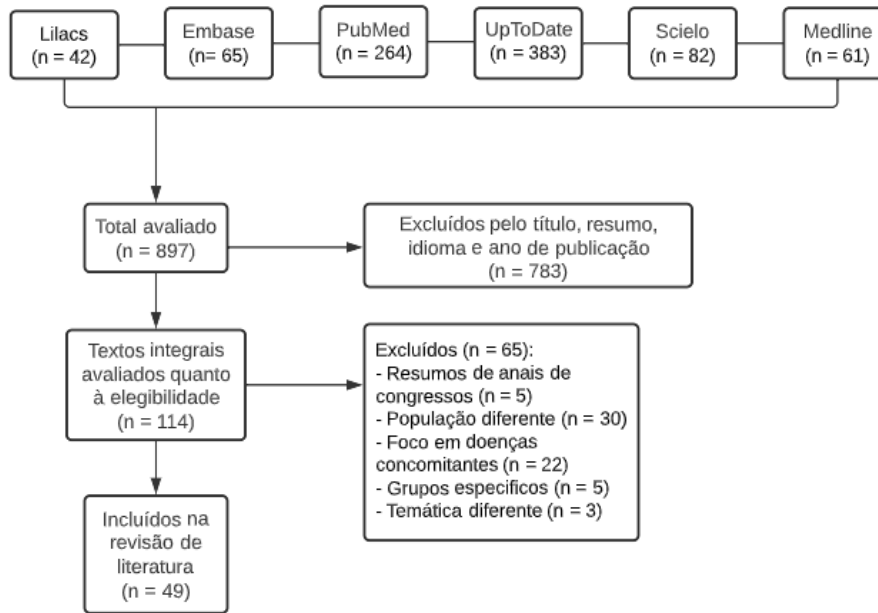 Lilacs
(n = 42)
Embase
(n= 65)
PubMed
(n = 264)
UpToDate
(n = 383)
Scielo
(n = 82)
Medline
(n = 61)
Total avaliado
(n = 897)
Excluídos pelo título, resumo,
idioma e ano de publicação
(n = 783)
Textos integrais
avaliados quanto
à elegibilidade
(n = 114)
Excluídos (n = 65):
- Resumos de anais de
congressos (n = 5)
- População diferente (n = 30)
- Foco em doenças
concomitantes (n = 22)
- Grupos especificos (n = 5)
- Temática diferente (n = 3)
Incluídos na
revisão de
literatura
(n = 49)